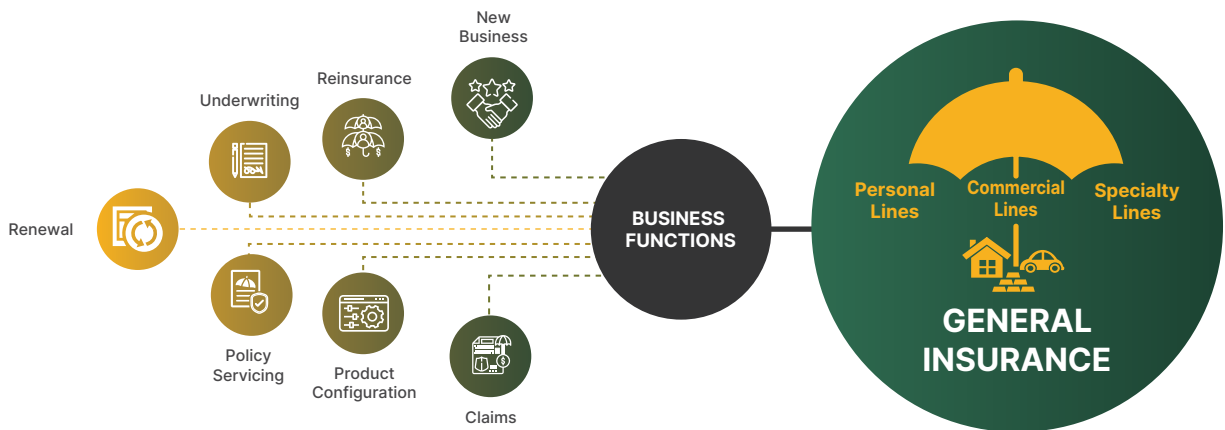 New
Business
Reinsurance
Underwriting
Renewal
Policy
Servicing
Product
Configuration
Claims
BUSINESS
FUNCTIONS
Personal
Lines
Commercial
Lines
Specialty
Lines
GENERAL
INSURANCE